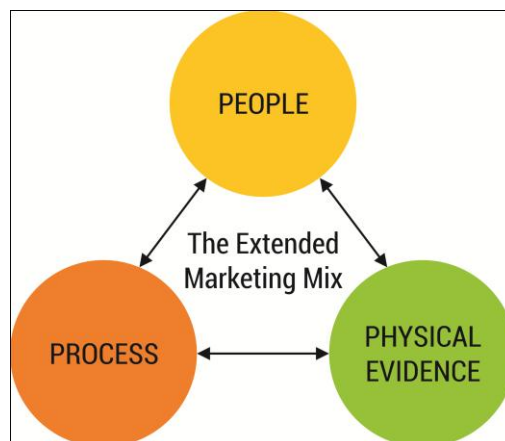 PEOPLE
The Extended
Marketing Mix
PROCESS
PHYSICAL
EVIDENCE